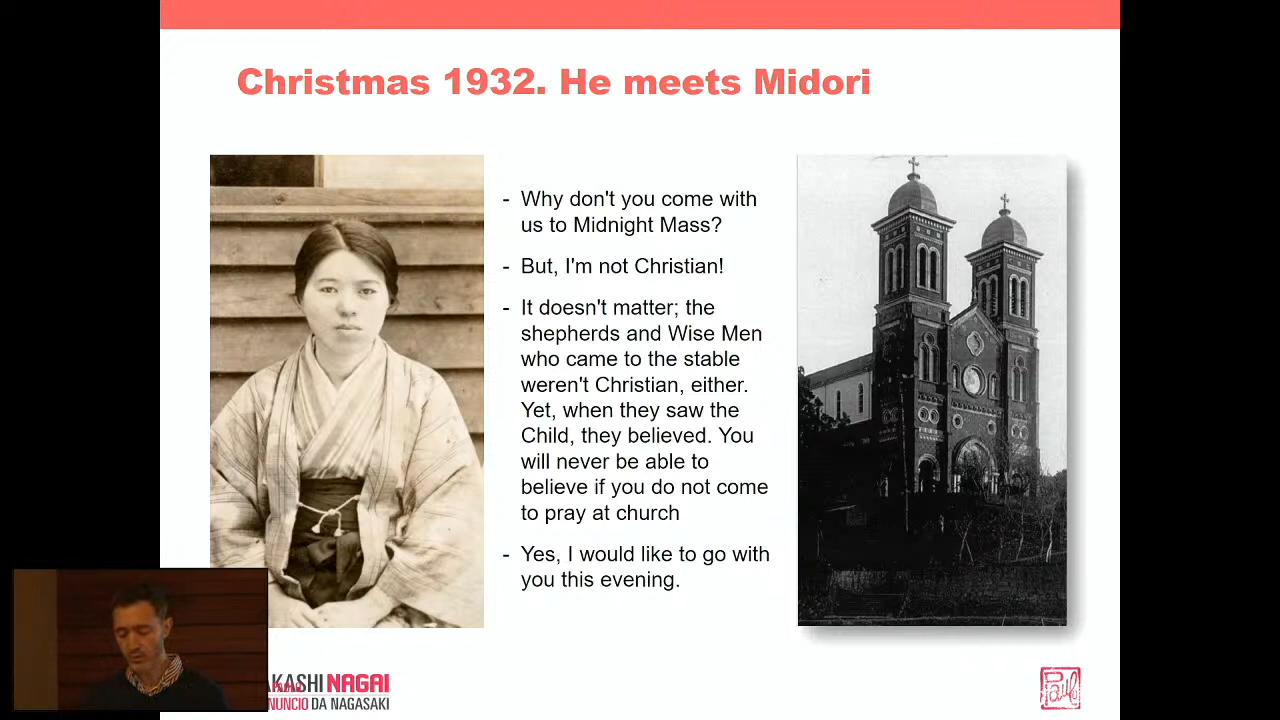 Christmas 1932. He meets Midori
- Why don't you come with
us to Midnight Mass?
- But, I'm not Christian!
- It doesn't matter; the
shepherds and Wise Men
who came to the stable
weren't Christian, either.
Yet, when they saw the
Child, they believed. You
will never be able to
believe if you do not come
to pray at church
- Yes, I would like to go with
you this evening.
AKASHI NAGAI
NUNCIO DA NAGASAKI